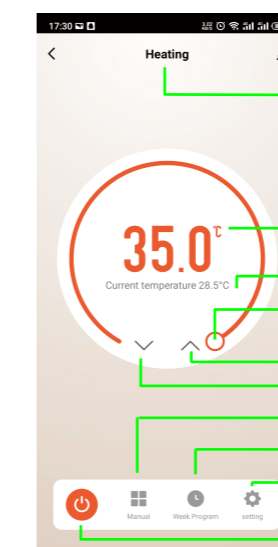 17:30
Heating
35.0℃
Current temperature 28.5°C
Manual Week Program setting